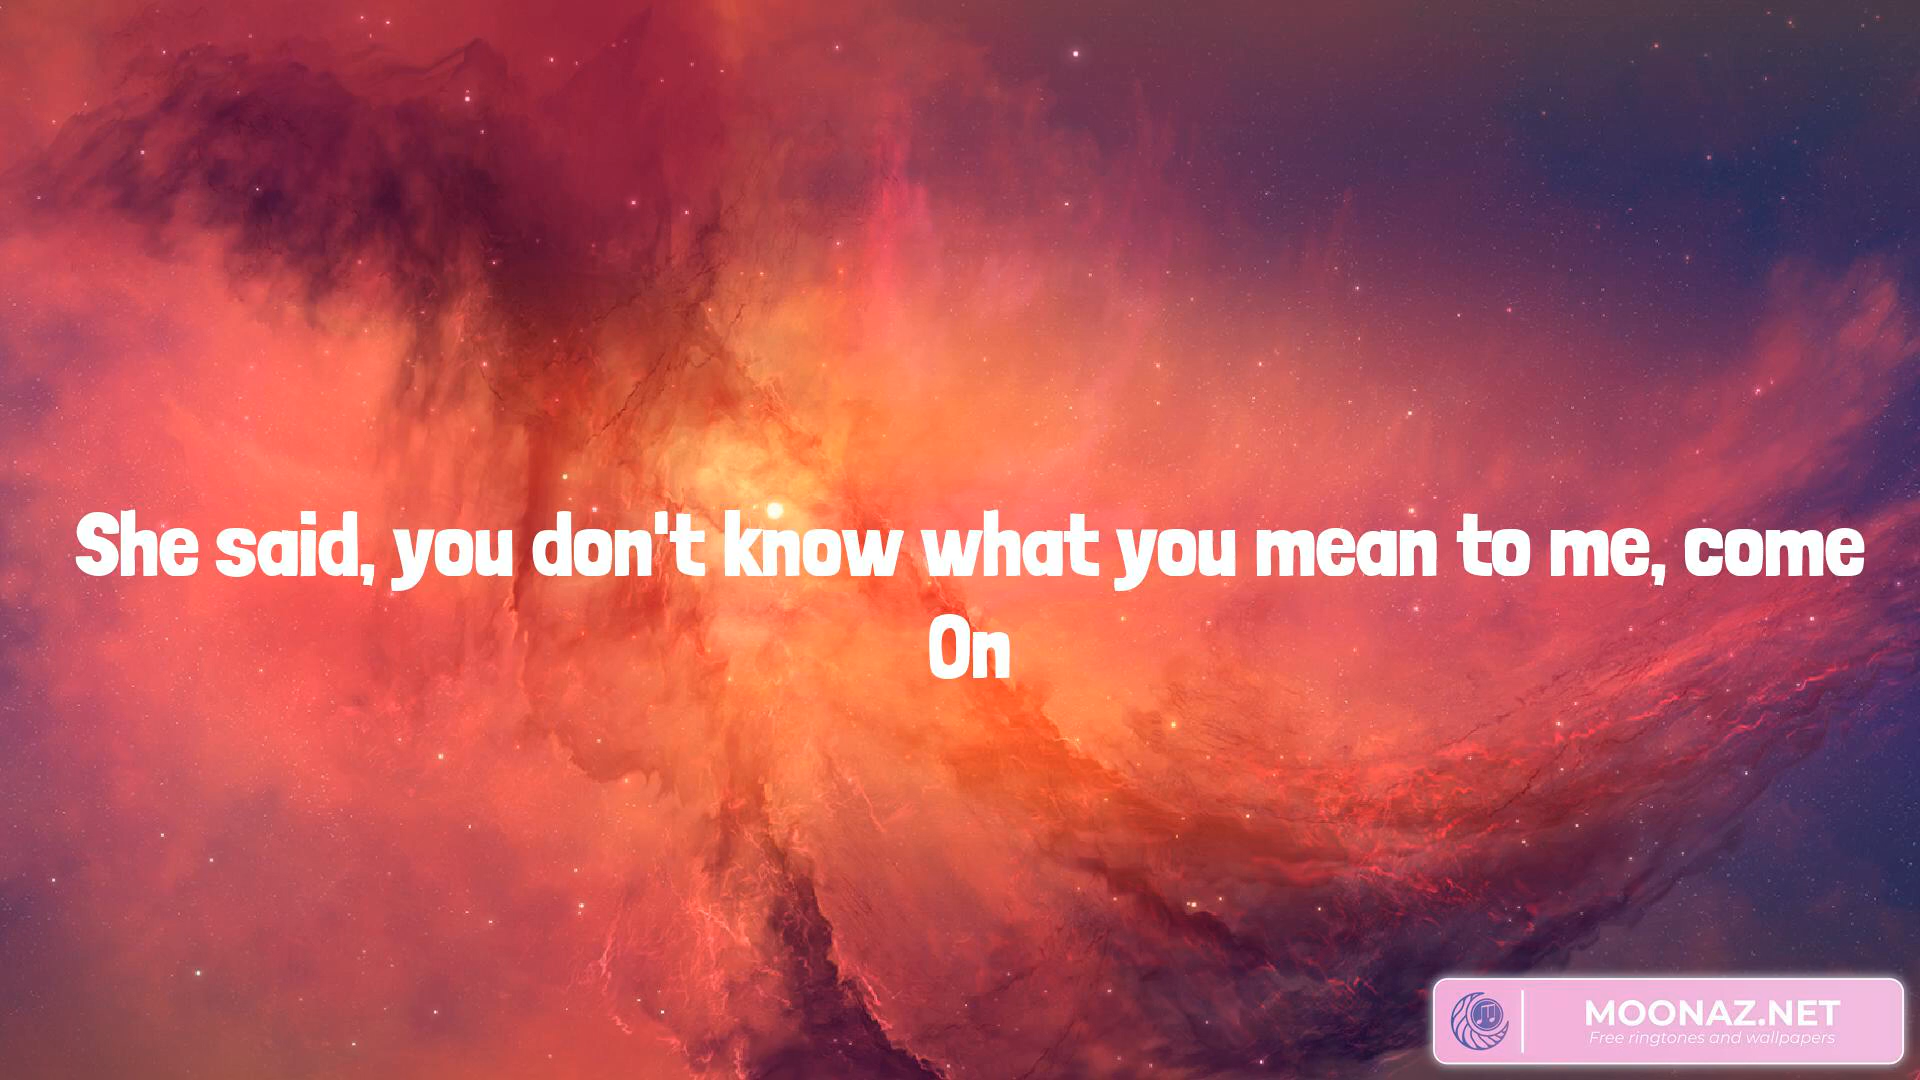 She said, you don't know what you mean to me, come
On
MOONAZ.NET
Free ringtones and wallpapers